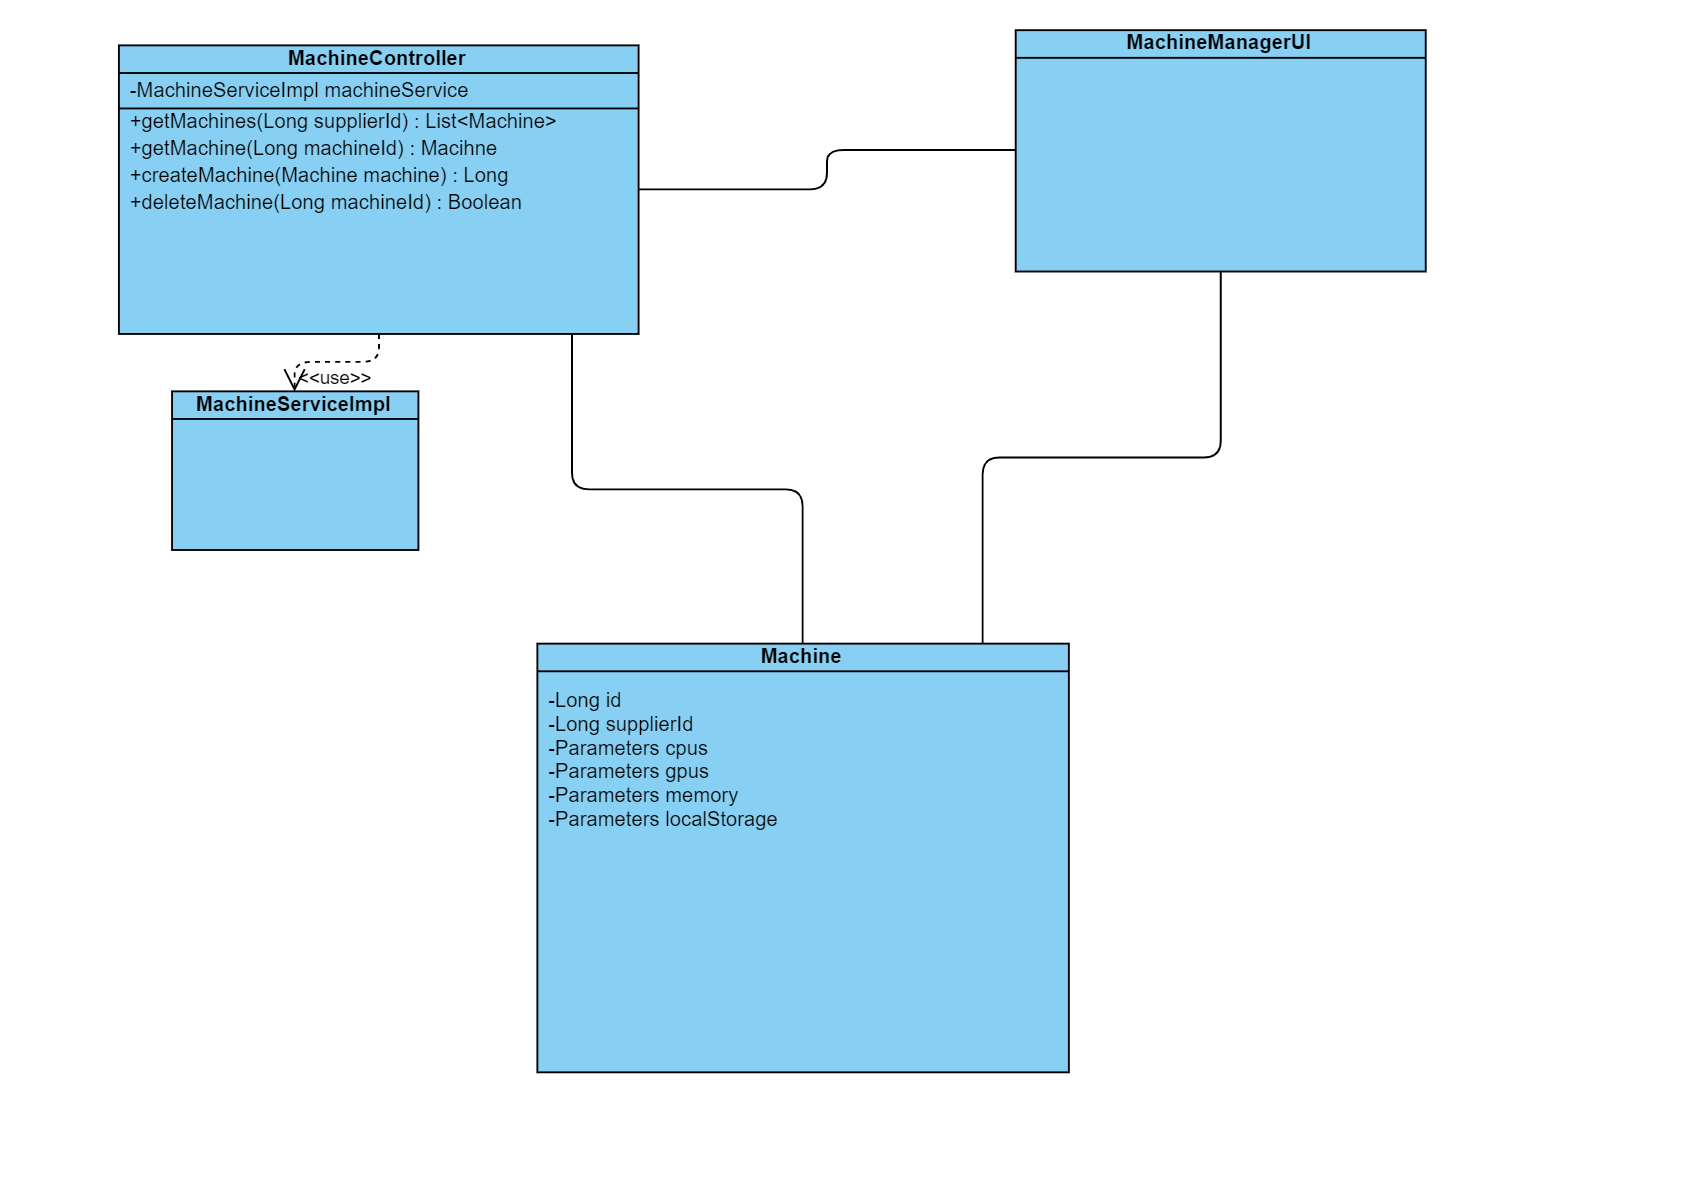 MachineController
-MachineServiceImpl machineService
+getMachines(Long supplierId) : List<Machine>
+getMachine(Long machineId) : Macihne
+createMachine(Machine machine) : Long
+deleteMachine(Long machineId) : Boolean
MachineManagerUI
<<use>>
MachineServiceImpl
Machine
-Long id
-Long supplierId
-Parameters cpus
-Parameters gpus
-Parameters memory
-Parameters localStorage